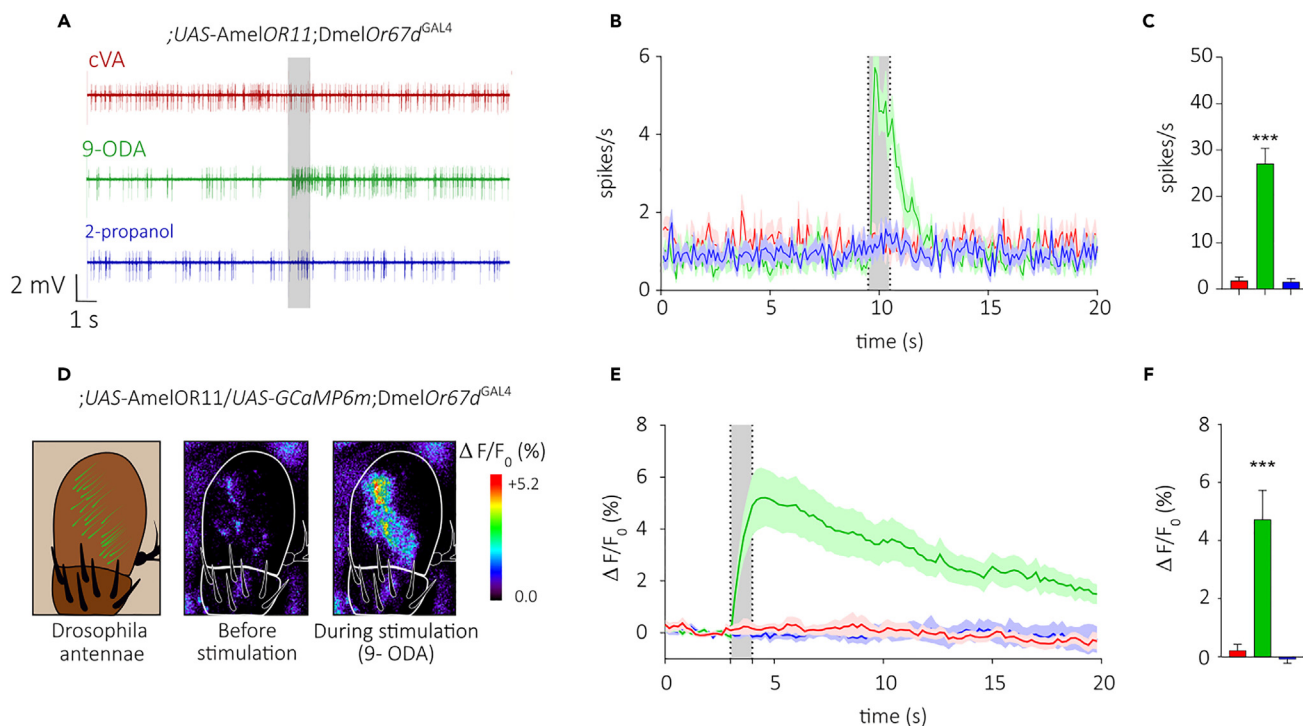 A
;UAS-AmelOR11;DmelOr67d^GAL4
cVA
9-ODA
2-propanol
2 mV
1 s
B
6
4
2
0
spikes/s
0
5
10
15
20
time (s)
C
50
40
30
20
10
0
spikes/s
***
D
;UAS-AmelOR11/UAS-GCaMP6m;DmelOr67d^GAL4
Δ F/F₀ (%)
+5.2
0.0
Drosophila
antennae
Before
stimulation
During stimulation
(9- ODA)
E
8
6
4
2
0
Δ F/F₀ (%)
0
5
10
15
20
time (s)
F
8
6
4
2
0
Δ F/F₀ (%)
***